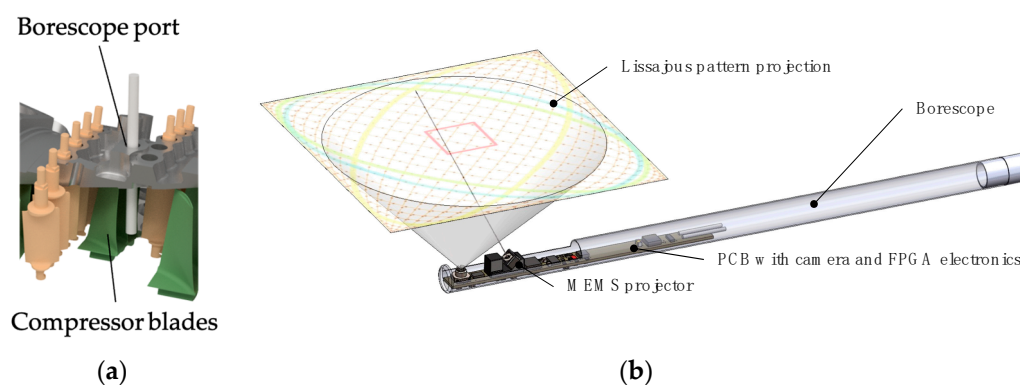 Borescope port
Compressor blades
(a)
Lissajous pattern projection
Borescope
PCB with camera and FPGA electronics
MEMS projector
(b)